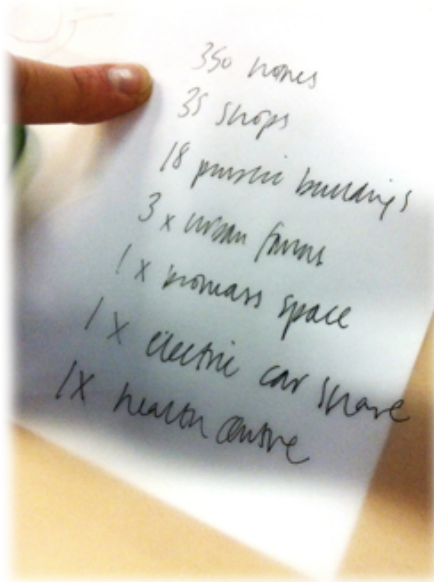 350 homes
35 shops
18 public buildings
3 x urban farms
1 x biomass space
1 x electric car share
1x health centre